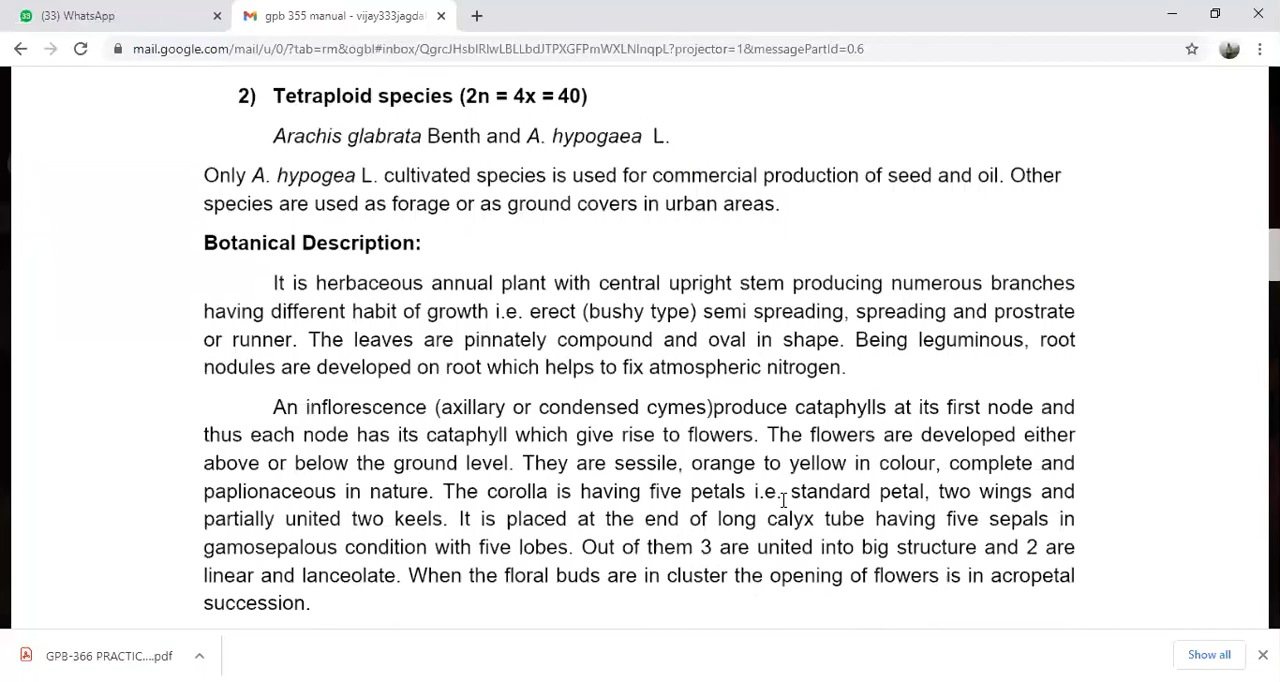 (33) WhatsApp
gpb 355 manual - vijay333jagdal
mail.google.com/mail/u/0/?tab=rm&ogbl#inbox/QgrcJHsblRlwLBLLbdJTPXGFPmWXLNlnqpL?projector=1&messagePartId=0.6
2) Tetraploid species (2n = 4x = 40)
Arachis glabrata Benth and A. hypogaea L.
Only A. hypogea L. cultivated species is used for commercial production of seed and oil. Other
species are used as forage or as ground covers in urban areas.
Botanical Description:
It is herbaceous annual plant with central upright stem producing numerous branches
having different habit of growth i.e. erect (bushy type) semi spreading, spreading and prostrate
or runner. The leaves are pinnately compound and oval in shape. Being leguminous, root
nodules are developed on root which helps to fix atmospheric nitrogen.
An inflorescence (axillary or condensed cymes)produce cataphylls at its first node and
thus each node has its cataphyll which give rise to flowers. The flowers are developed either
above or below the ground level. They are sessile, orange to yellow in colour, complete and
paplionaceous in nature. The corolla is having five petals i.e. standard petal, two wings and
partially united two keels. It is placed at the end of long calyx tube having five sepals in
gamosepalous condition with five lobes. Out of them 3 are united into big structure and 2 are
linear and lanceolate. When the floral buds are in cluster the opening of flowers is in acropetal
succession.
GPB-366 PRACTIC....pdf
Show all